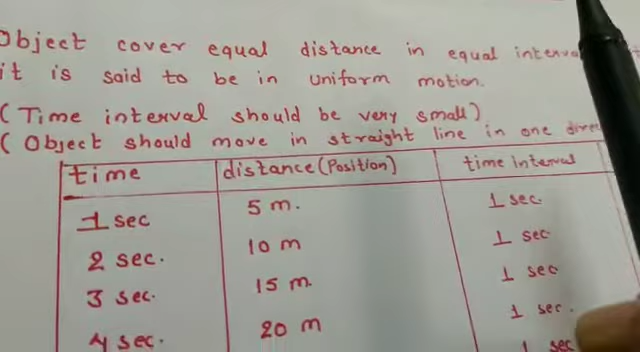 Object cover equal distance in equal
it is said to be in uniform motion.
(Time interval should be very small)
(Object should move in straight line in one
time distance (Position) time interval
1 sec 5 m. 1 sec.
2 sec. 10 m 1 sec
3 sec. 15 m. 1 sec
4 sec. 20 m 1 sec.
1 sec